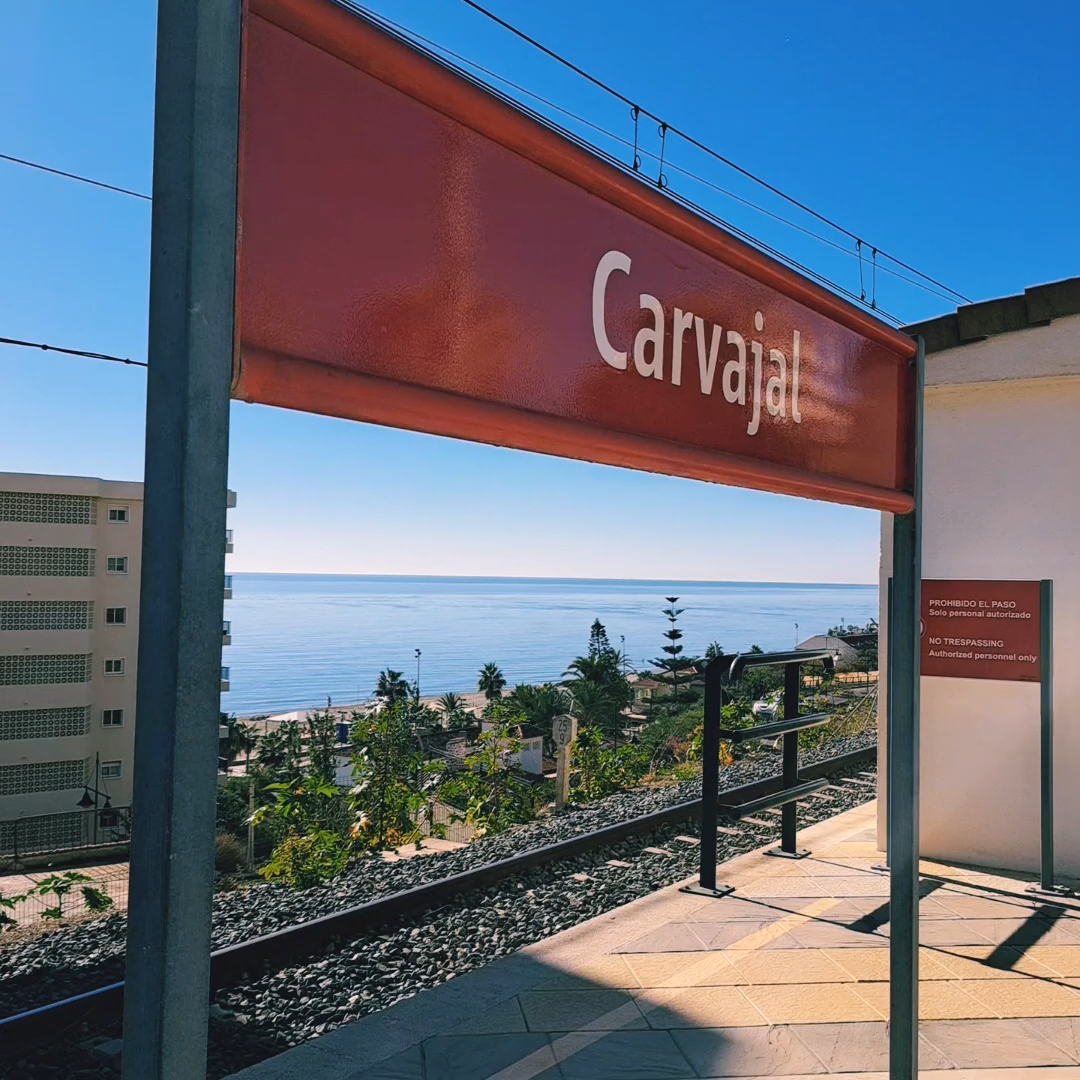 Carvajal
PROHIBIDO EL PASO
Solo personal autorizado
NO TRESPASSING
Authorized personnel only